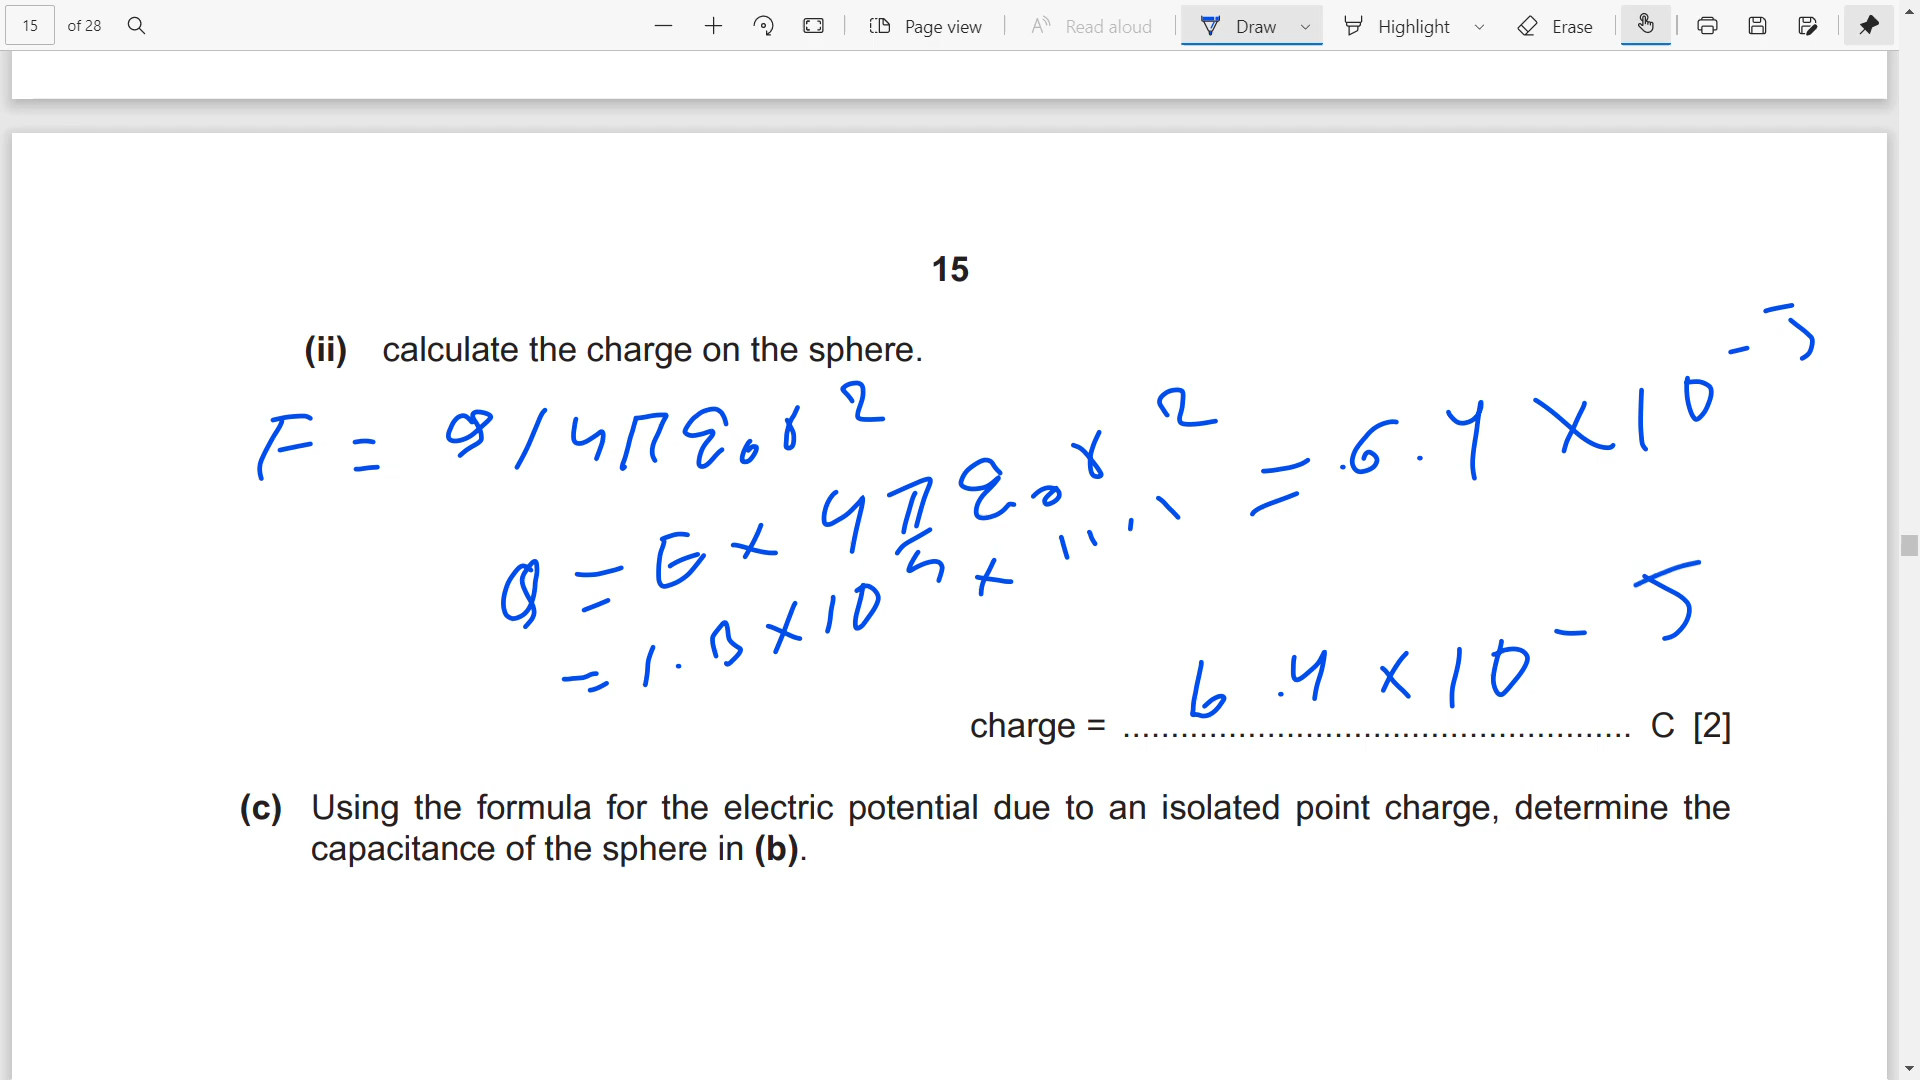 15 of 28 Page view Read aloud Draw Highlight Erase
15
(ii) calculate the charge on the sphere.
E = Q/4πε₀r²
Q = E × 4πε₀r² = 6.4 × 10⁻⁵
= 1.3 × 10⁵ × ......
6.4 × 10⁻⁵
charge = ........................................................ C [2]
(c) Using the formula for the electric potential due to an isolated point charge, determine the
capacitance of the sphere in (b).